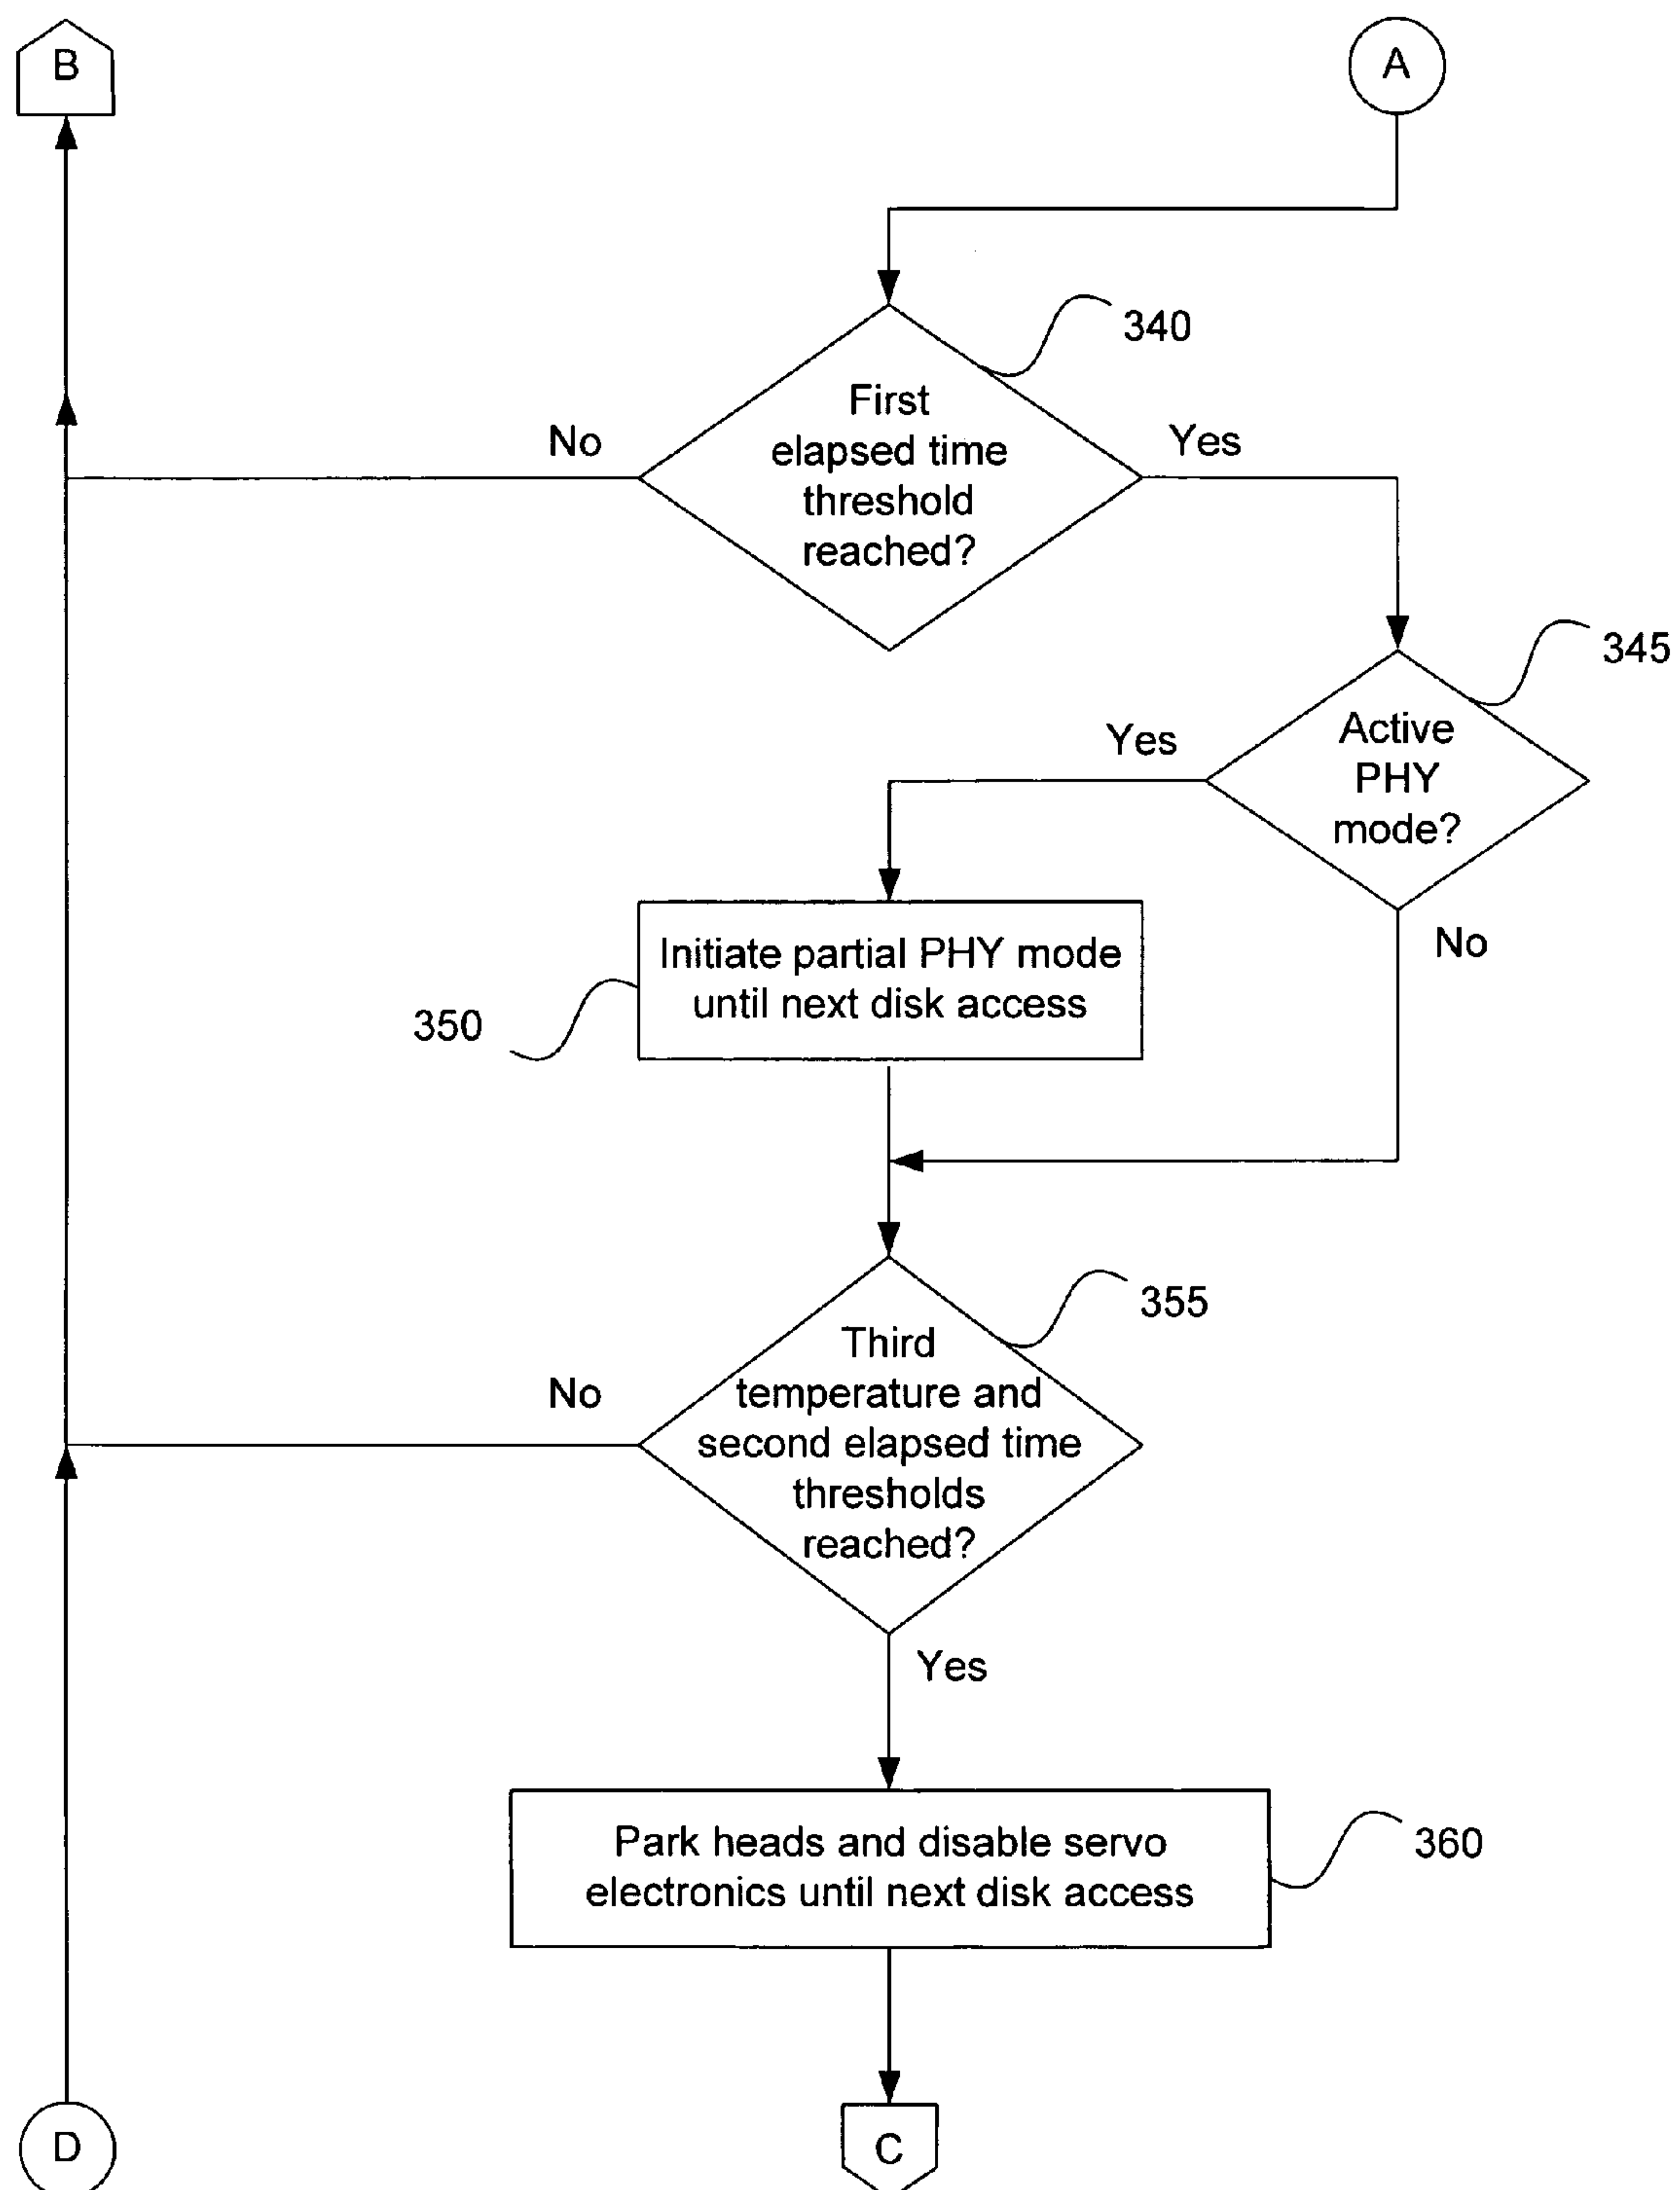 B
A
340
First
elapsed time
threshold
reached?
No
Yes
345
Active
PHY
mode?
Yes
No
Initiate partial PHY mode
until next disk access
350
355
Third
temperature and
second elapsed time
thresholds
reached?
No
Yes
Park heads and disable servo
electronics until next disk access
360
D
C